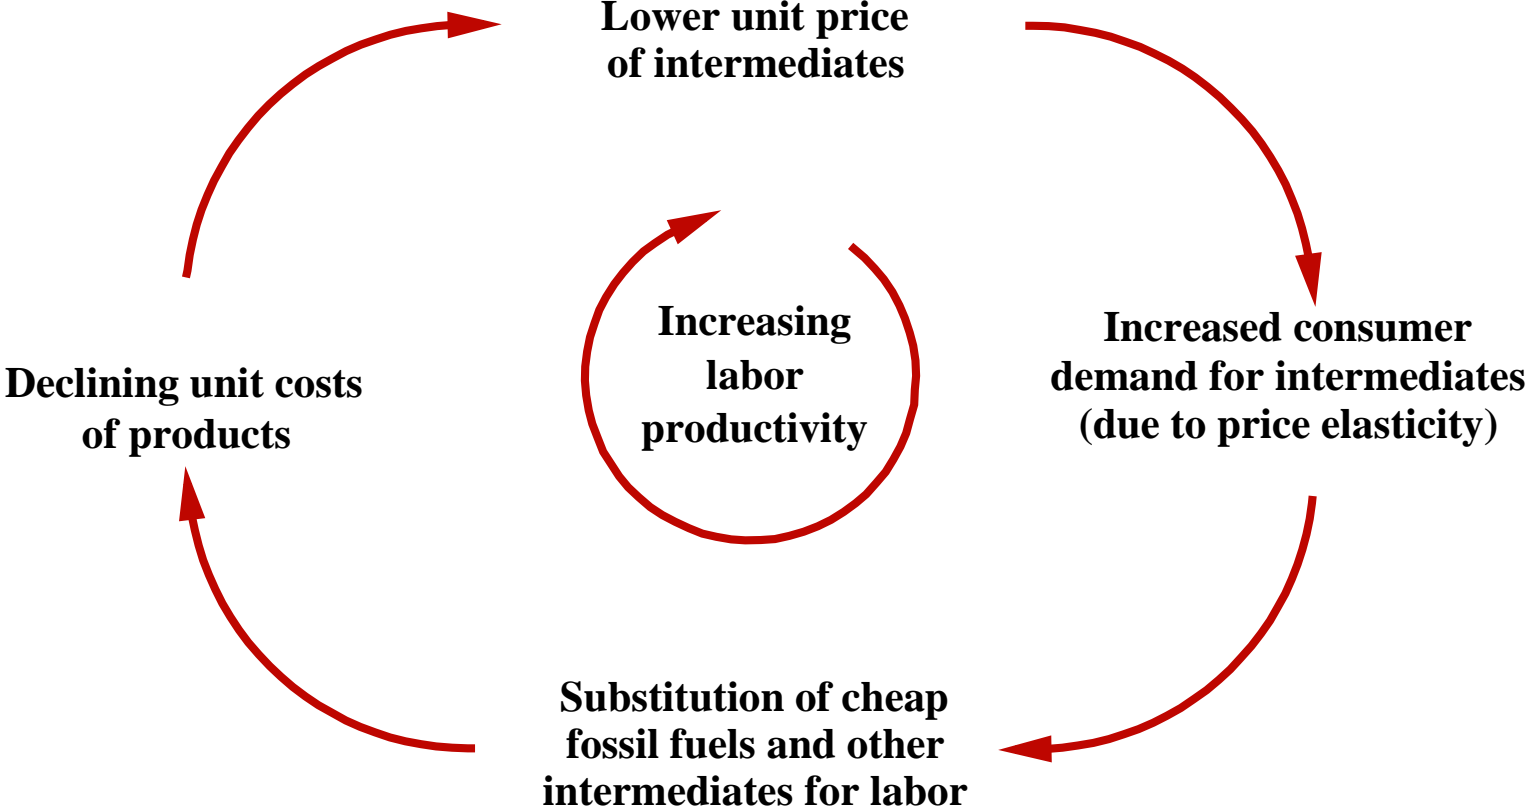 Lower unit price
of intermediates
Increasing
labor
productivity
Increased consumer
demand for intermediates
(due to price elasticity)
Declining unit costs
of products
Substitution of cheap
fossil fuels and other
intermediates for labor